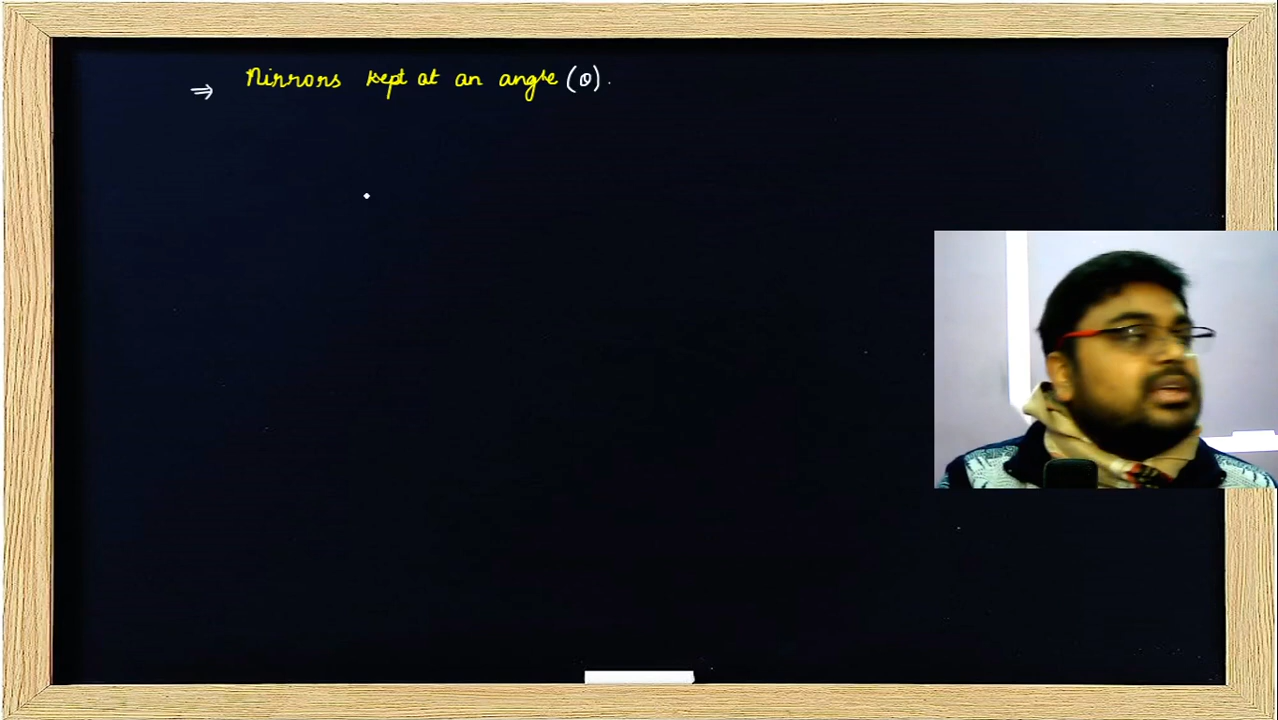 ⇒ Mirrors kept at an angle (θ).